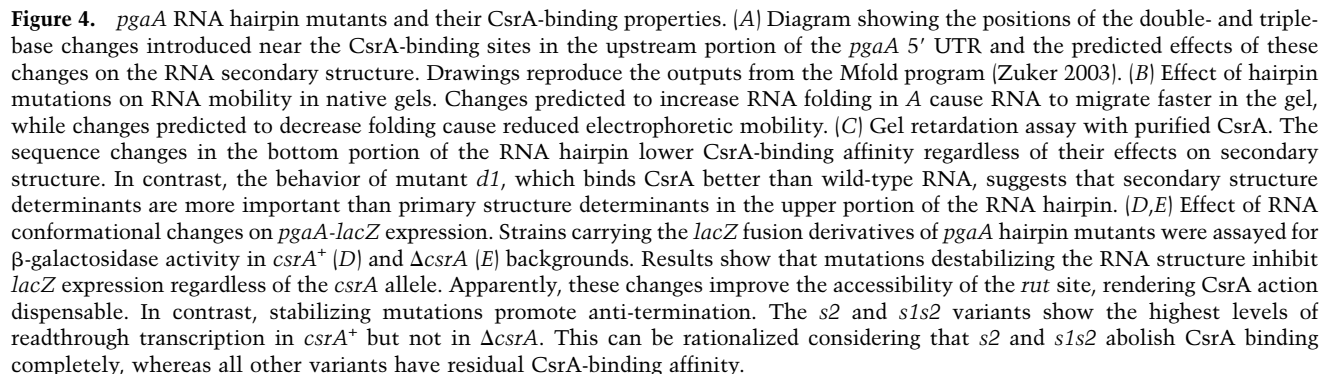 Figure 4. pgaA RNA hairpin mutants and their CsrA-binding properties. (A) Diagram showing the positions of the double- and triple-
base changes introduced near the CsrA-binding sites in the upstream portion of the pgaA 5′ UTR and the predicted effects of these
changes on the RNA secondary structure. Drawings reproduce the outputs from the Mfold program (Zuker 2003). (B) Effect of hairpin
mutations on RNA mobility in native gels. Changes predicted to increase RNA folding in A cause RNA to migrate faster in the gel,
while changes predicted to decrease folding cause reduced electrophoretic mobility. (C) Gel retardation assay with purified CsrA. The
sequence changes in the bottom portion of the RNA hairpin lower CsrA-binding affinity regardless of their effects on secondary
structure. In contrast, the behavior of mutant d1, which binds CsrA better than wild-type RNA, suggests that secondary structure
determinants are more important than primary structure determinants in the upper portion of the RNA hairpin. (D,E) Effect of RNA
conformational changes on pgaA-lacZ expression. Strains carrying the lacZ fusion derivatives of pgaA hairpin mutants were assayed for
β-galactosidase activity in csrA⁺ (D) and ΔcsrA (E) backgrounds. Results show that mutations destabilizing the RNA structure inhibit
lacZ expression regardless of the csrA allele. Apparently, these changes improve the accessibility of the rut site, rendering CsrA action
dispensable. In contrast, stabilizing mutations promote anti-termination. The s2 and s1s2 variants show the highest levels of
readthrough transcription in csrA⁺ but not in ΔcsrA. This can be rationalized considering that s2 and s1s2 abolish CsrA binding
completely, whereas all other variants have residual CsrA-binding affinity.